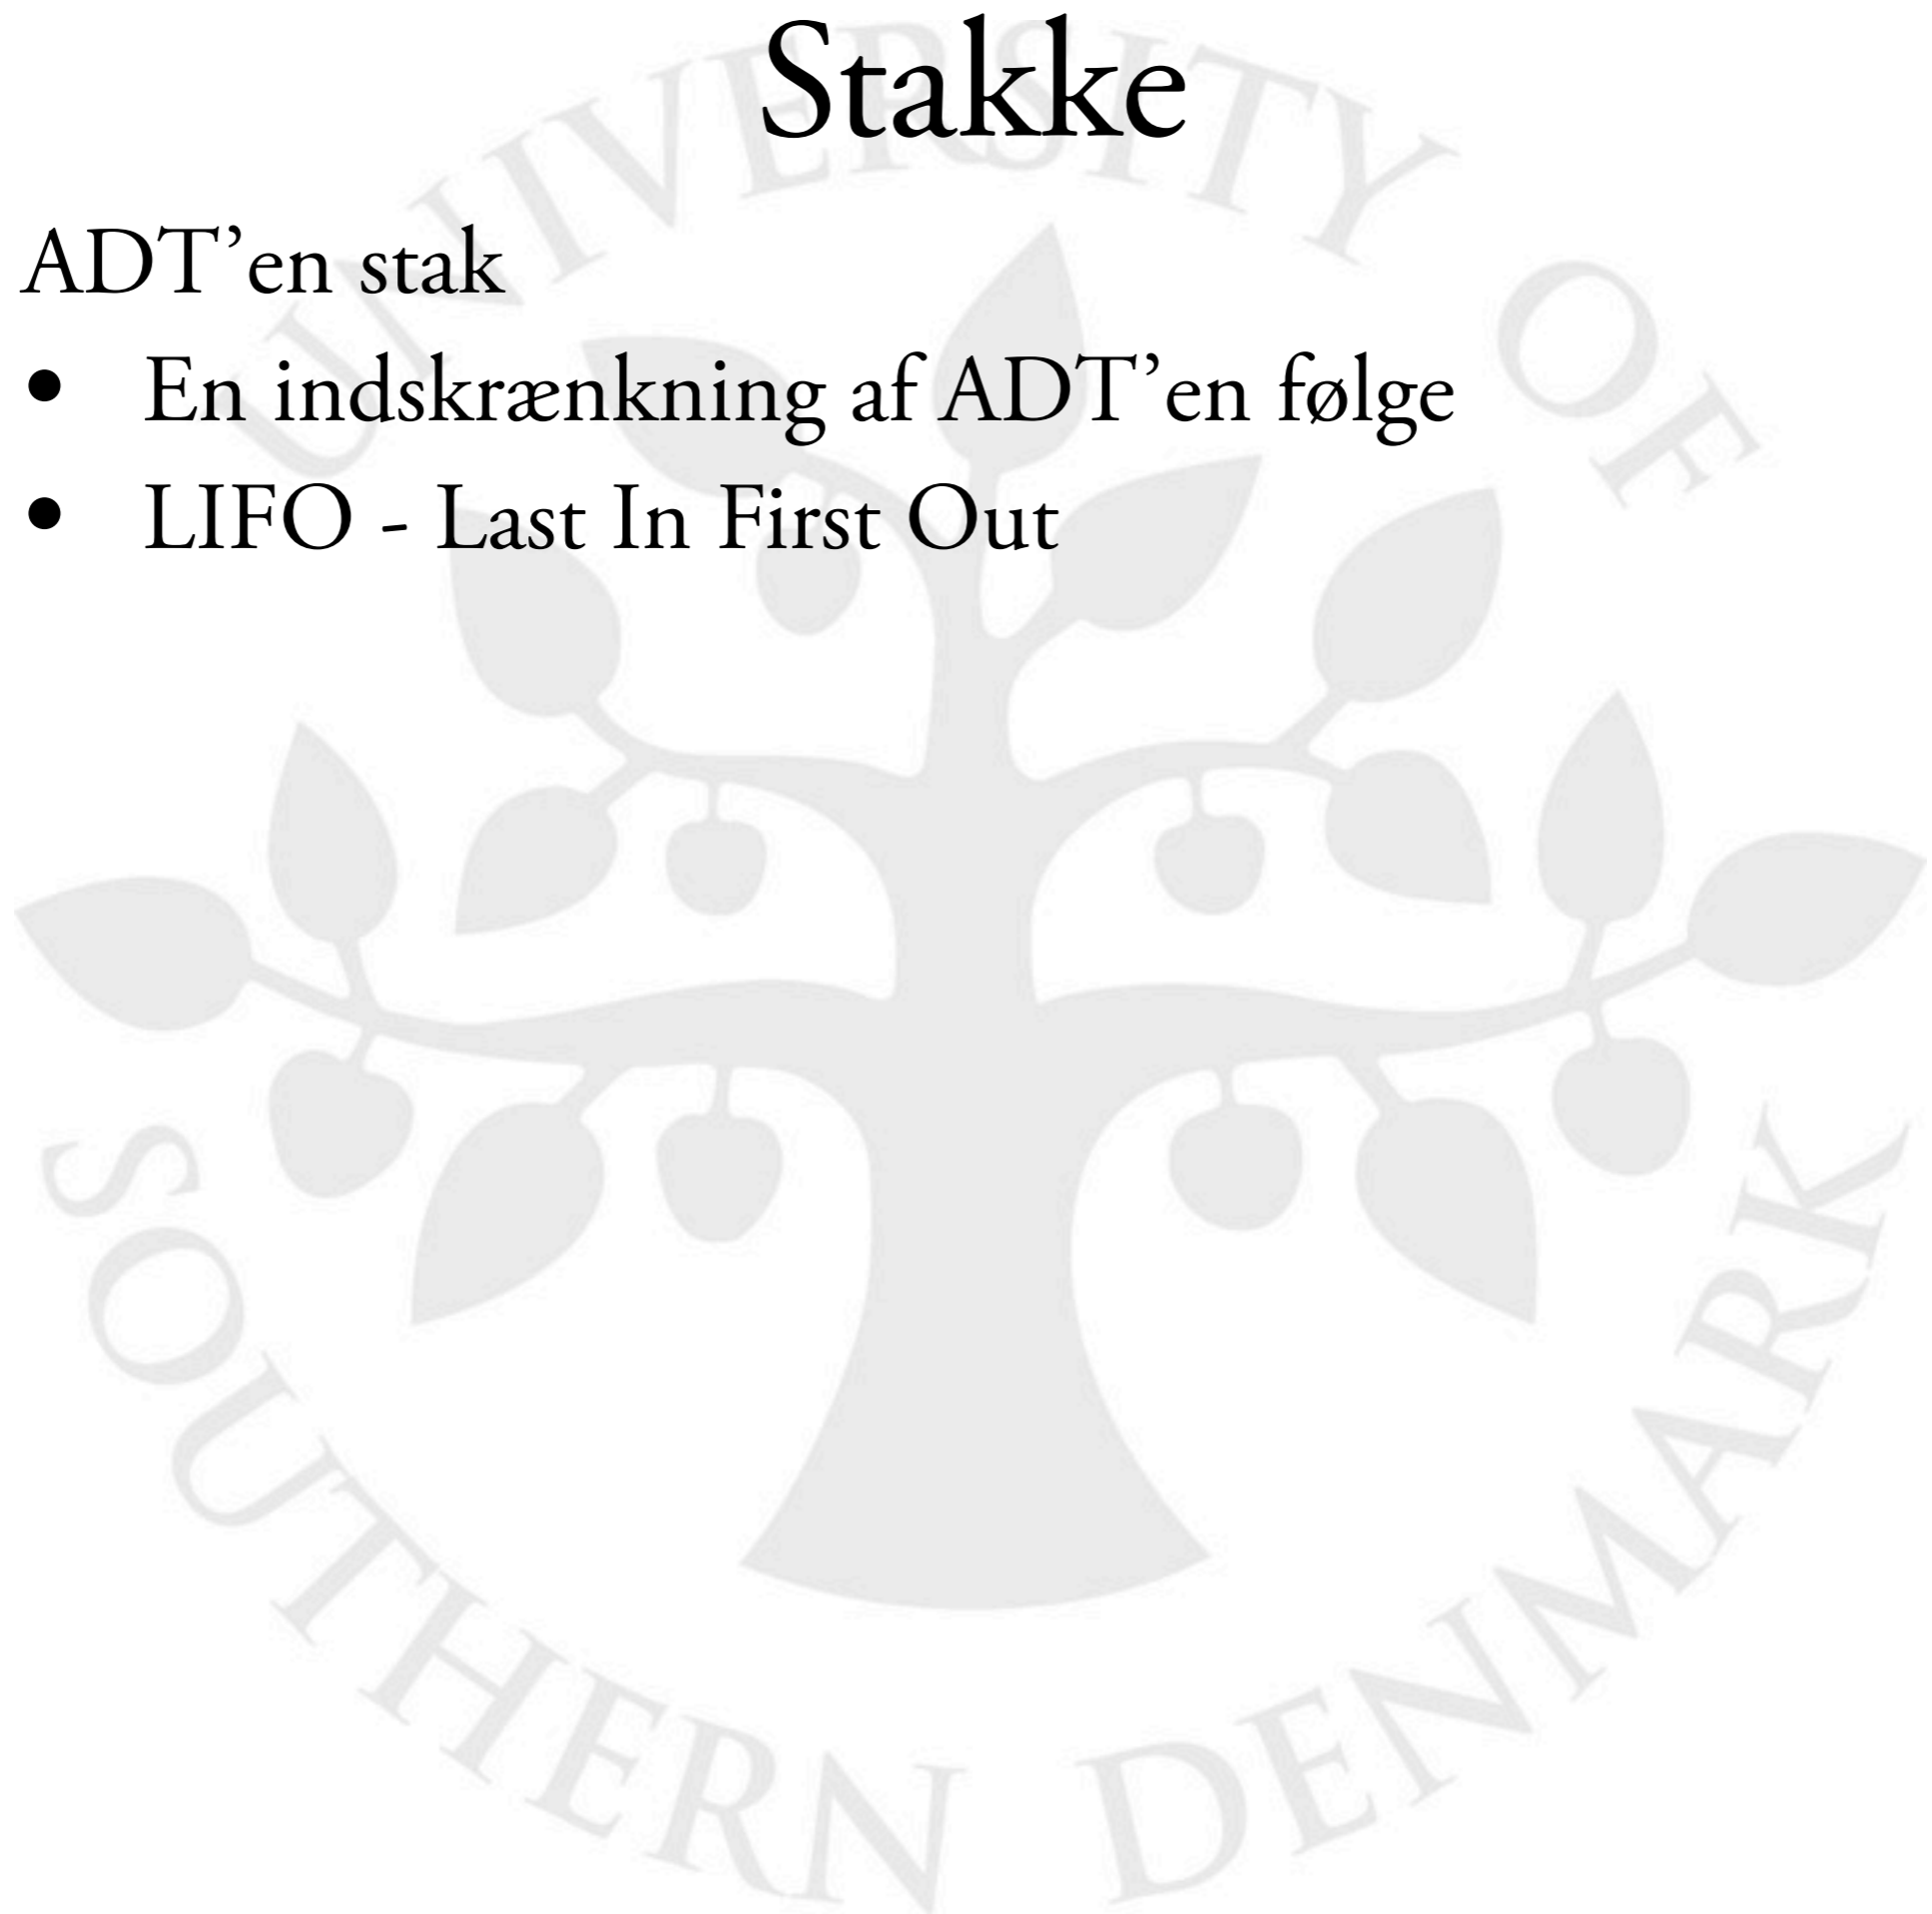 Stakke
ADT’en stak
• En indskrænkning af ADT’en følge
• LIFO - Last In First Out
UNIVERSITY OF
SOUTHERN DENMARK